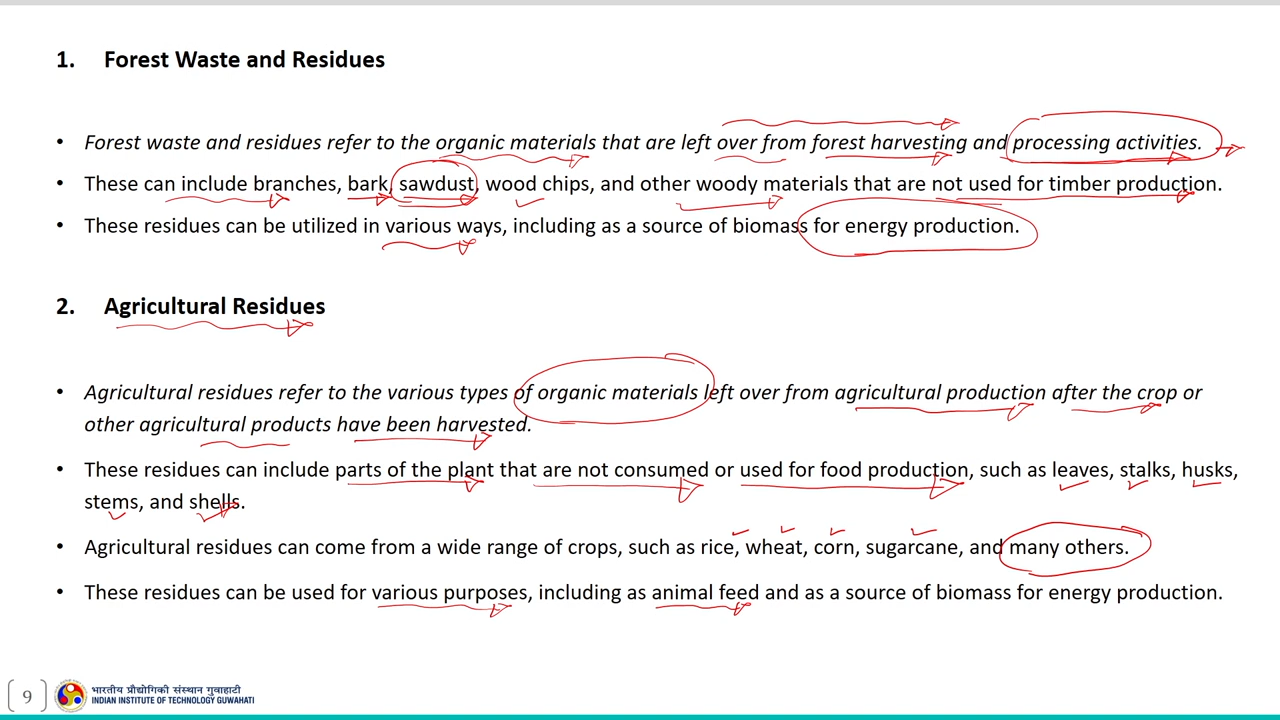 1. Forest Waste and Residues
• Forest waste and residues refer to the organic materials that are left over from forest harvesting and processing activities.
• These can include branches, bark, sawdust, wood chips, and other woody materials that are not used for timber production.
• These residues can be utilized in various ways, including as a source of biomass for energy production.
2. Agricultural Residues
• Agricultural residues refer to the various types of organic materials left over from agricultural production after the crop or
other agricultural products have been harvested.
• These residues can include parts of the plant that are not consumed or used for food production, such as leaves, stalks, husks,
stems, and shells.
• Agricultural residues can come from a wide range of crops, such as rice, wheat, corn, sugarcane, and many others.
• These residues can be used for various purposes, including as animal feed and as a source of biomass for energy production.
9
भारतीय प्रौद्योगिकी संस्थान गुवाहाटी
INDIAN INSTITUTE OF TECHNOLOGY GUWAHATI